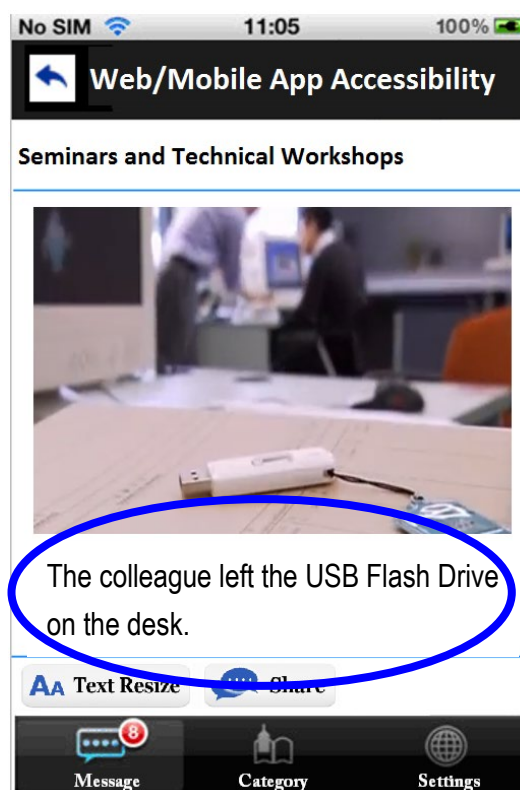 No SIM 11:05 100%
Web/Mobile App Accessibility
Seminars and Technical Workshops
The colleague left the USB Flash Drive
on the desk.
AA Text Resize Share
8
Message Category Settings